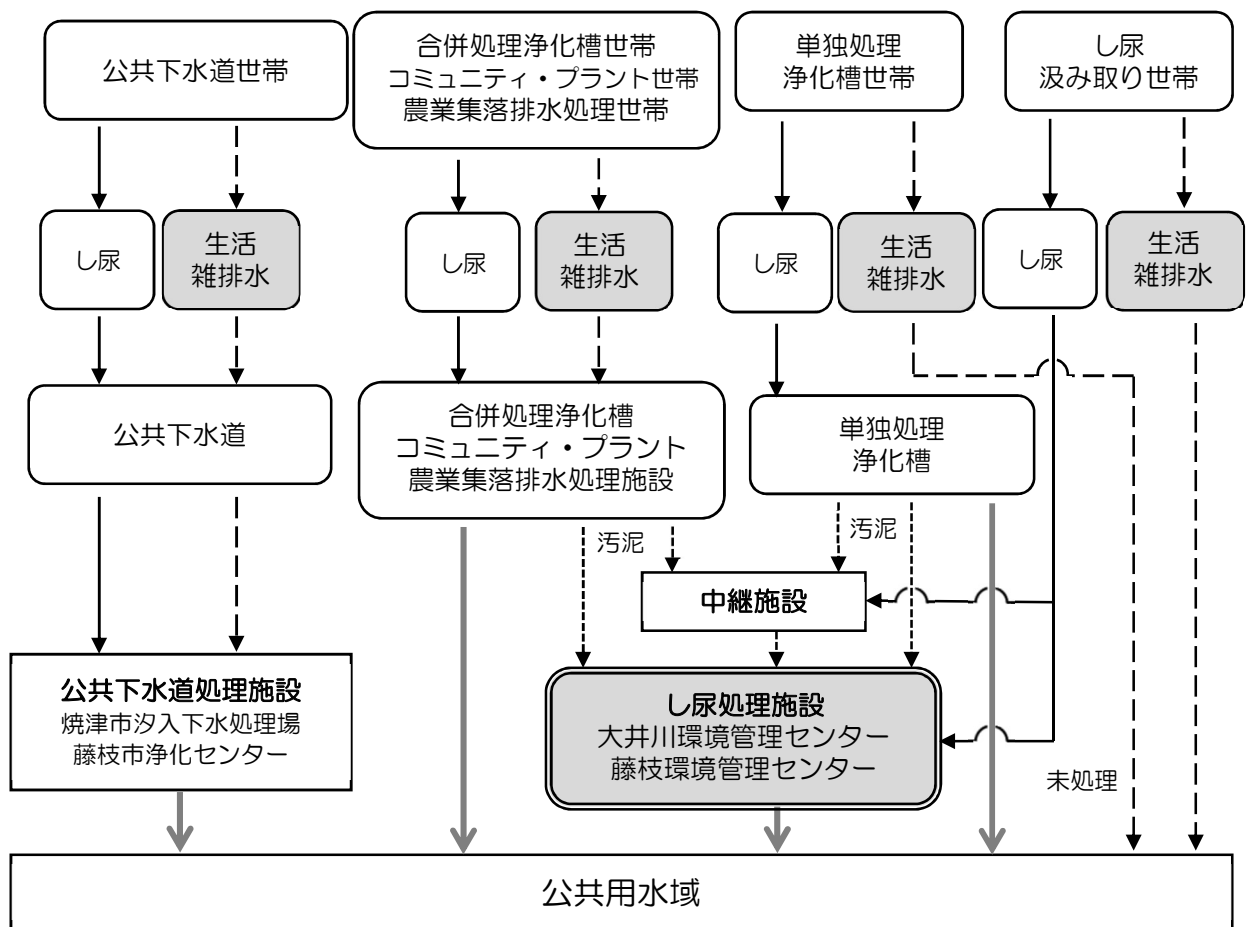 公共下水道世帯
合併処理浄化槽世帯
コミュニティ・プラント世帯
農業集落排水処理世帯
単独処理
浄化槽世帯
し尿
汲み取り世帯
し尿
生活
雑排水
し尿
生活
雑排水
し尿
生活
雑排水
し尿
生活
雑排水
公共下水道
合併処理浄化槽
コミュニティ・プラント
農業集落排水処理施設
単独処理
浄化槽
汚泥
汚泥
中継施設
公共下水道処理施設
焼津市汐入下水処理場
藤枝市浄化センター
し尿処理施設
大井川環境管理センター
藤枝環境管理センター
未処理
公共用水域